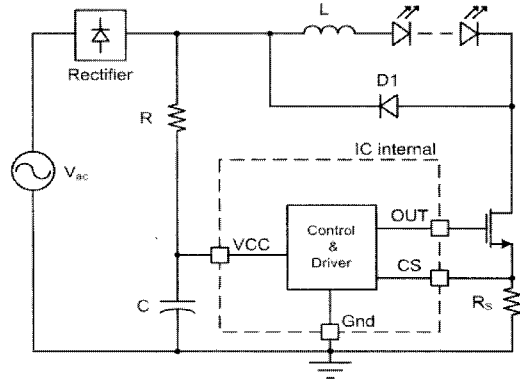 L
Rectifier
D1
R
IC internal
Vac
OUT
VCC
Control
&
Driver
CS
C
Gnd
Rs